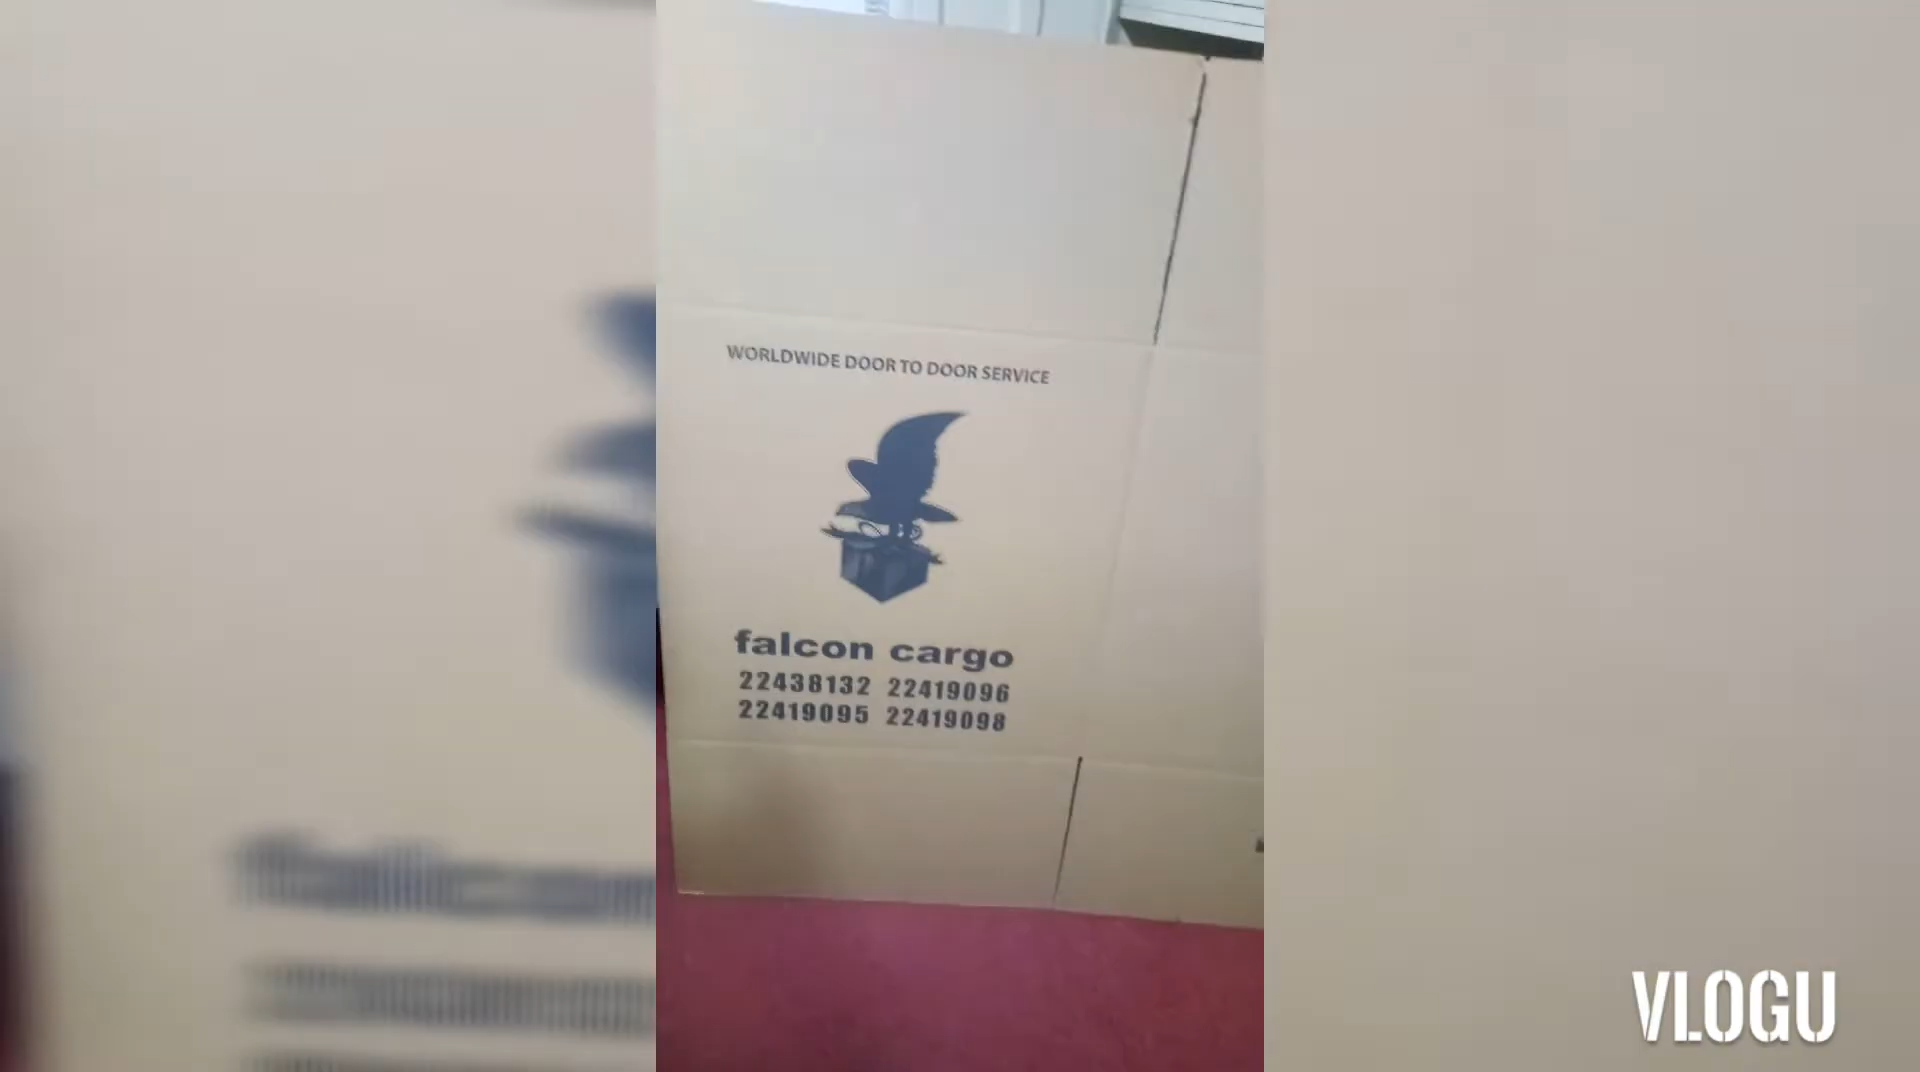 WORLDWIDE DOOR TO DOOR SERVICE
falcon cargo
22438132 22419096
22419095 22419098
VLOGU